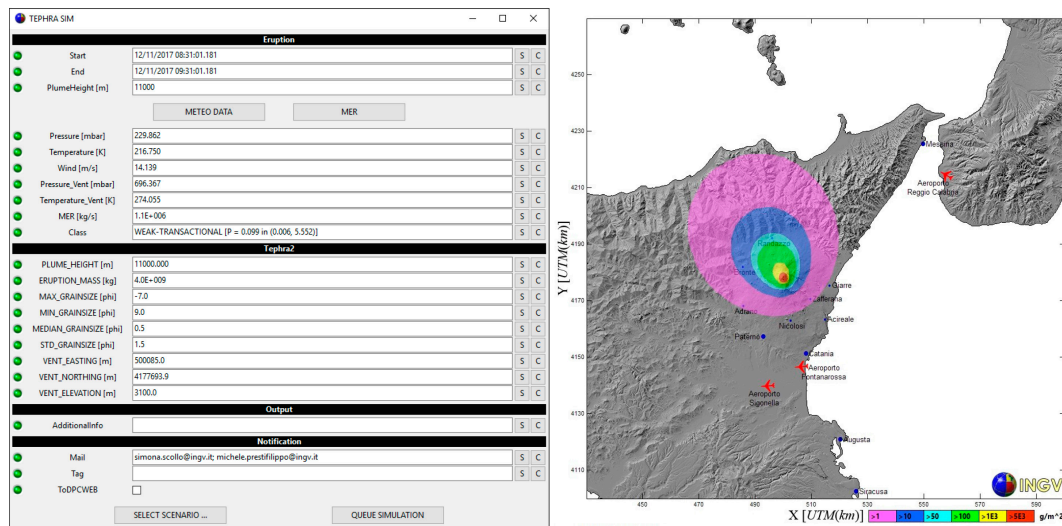 TEPHRA SIM
Eruption
Start 12/11/2017 08:31:01.181 S C
End 12/11/2017 09:31:01.181 S C
PlumeHeight [m] 11000 S C
METEO DATA MER
Pressure [mbar] 229.862 S C
Temperature [K] 216.750 S C
Wind [m/s] 14.139 S C
Pressure_Vent [mbar] 696.367 S C
Temperature_Vent [K] 274.055 S C
MER [kg/s] 1.1E+006 S C
Class WEAK-TRANSACTIONAL [P = 0.099 in (0.006, 5.552)] S C
Tephra2
PLUME_HEIGHT [m] 11000.000 S C
ERUPTION_MASS [kg] 4.0E+009 S C
MAX_GRAINSIZE [phi] -7.0 S C
MIN_GRAINSIZE [phi] 9.0 S C
MEDIAN_GRAINSIZE [phi] 0.5 S C
STD_GRAINSIZE [phi] 1.5 S C
VENT_EASTING [m] 500085.0 S C
VENT_NORTHING [m] 4177693.9 S C
VENT_ELEVATION [m] 3100.0 S C
Output
AdditionalInfo S C
Notification
Mail simona.scollo@ingv.it; michele.prestifilippo@ingv.it S C
Tag S C
ToDPCWEB
SELECT SCENARIO ... QUEUE SIMULATION
Y [UTM(km)]
4250
4230
4210
4190
4170
4150
4130
4110
Messina
Aeroporto
Reggio Calabria
Randazzo
Giarre
Zafferana
Nicolosi
Acireale
Paternò
Catania
Aeroporto
Fontanarossa
Aeroporto
Sigonella
Augusta
Siracusa
INGV
450 470 490 510 530 550 570 590
X [UTM(km)]
>1 >10 >50 >100 >1E3 >5E3 g/m^2